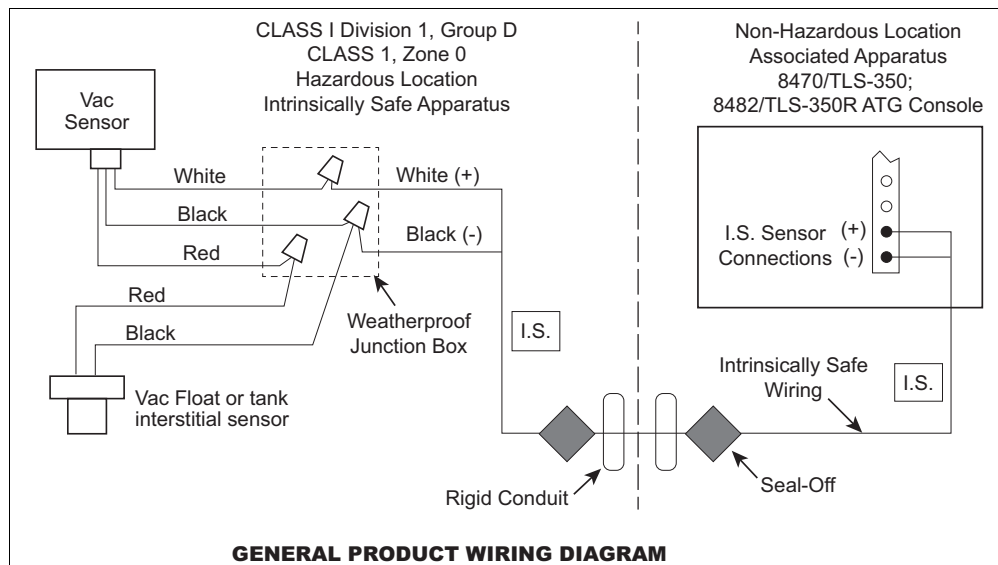 CLASS I Division 1, Group D
CLASS 1, Zone 0
Hazardous Location
Intrinsically Safe Apparatus
Non-Hazardous Location
Associated Apparatus
8470/TLS-350;
8482/TLS-350R ATG Console
Vac
Sensor
White
White (+)
Black
Black (-)
Red
I.S. Sensor (+)
Connections (-)
Red
Black
Weatherproof
Junction Box
I.S.
Vac Float or tank
interstitial sensor
Intrinsically Safe
Wiring
I.S.
Rigid Conduit
Seal-Off
GENERAL PRODUCT WIRING DIAGRAM